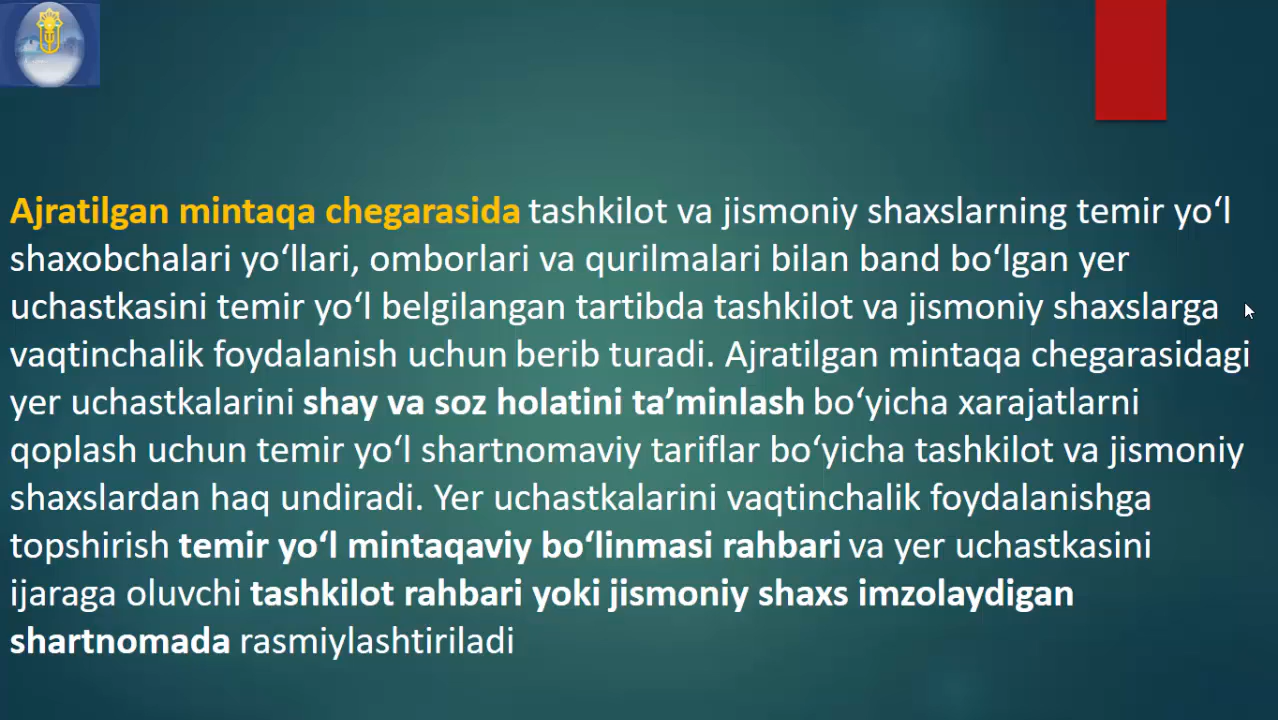 Ajratilgan mintaqa chegarasida tashkilot va jismoniy shaxslarning temir yo‘l
shaxobchalari yo‘llari, omborlari va qurilmalari bilan band bo‘lgan yer
uchastkasini temir yo‘l belgilangan tartibda tashkilot va jismoniy shaxslarga
vaqtinchalik foydalanish uchun berib turadi. Ajratilgan mintaqa chegarasidagi
yer uchastkalarini shay va soz holatini ta’minlash bo‘yicha xarajatlarni
qoplash uchun temir yo‘l shartnomaviy tariflar bo‘yicha tashkilot va jismoniy
shaxslardan haq undiradi. Yer uchastkalarini vaqtinchalik foydalanishga
topshirish temir yo‘l mintaqaviy bo‘linmasi rahbari va yer uchastkasini
ijaraga oluvchi tashkilot rahbari yoki jismoniy shaxs imzolaydigan
shartnomada rasmiylashtiriladi